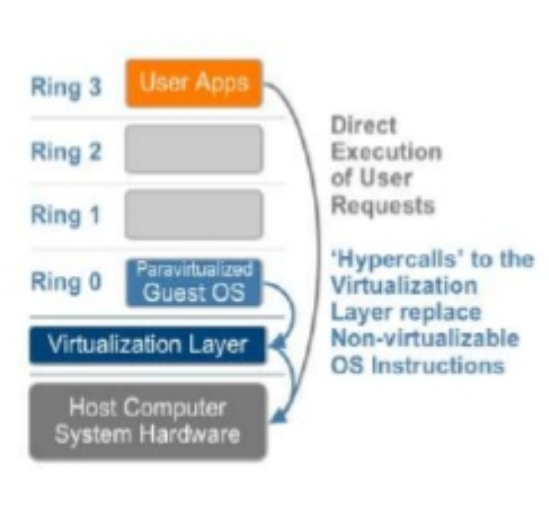 Ring 3
User Apps
Ring 2
Ring 1
Ring 0
Paravirtualized
Guest OS
Virtualization Layer
Host Computer
System Hardware
Direct
Execution
of User
Requests
‘Hypercalls’ to the
Virtualization
Layer replace
Non-virtualizable
OS Instructions